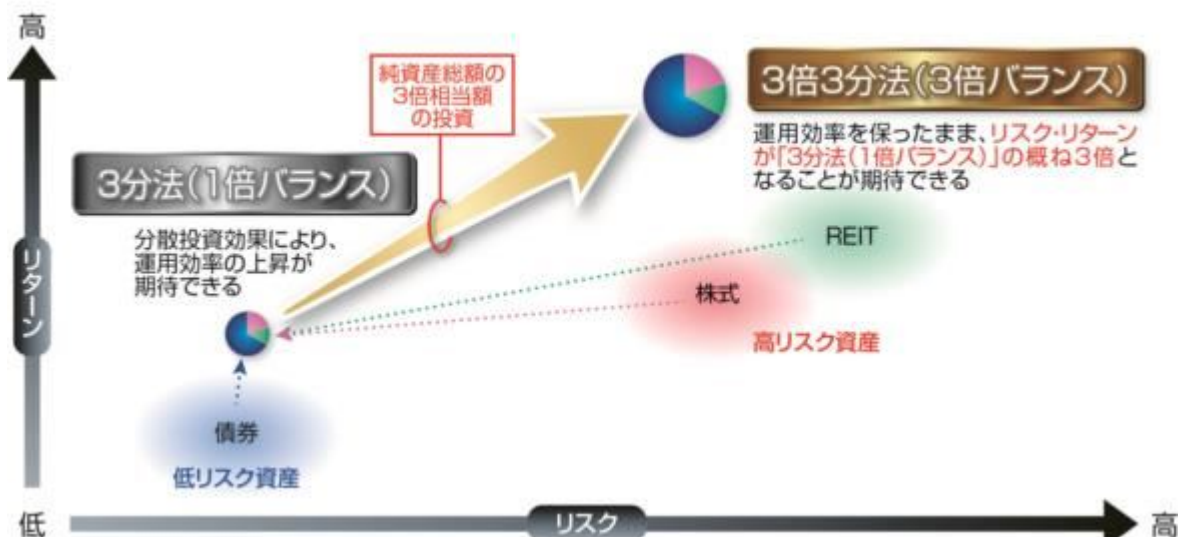 高
純資産総額の
3倍相当額
の投資
3倍3分法(3倍バランス)
運用効率を保ったまま、リスク・リターン
が「3分法(1倍バランス)」の概ね3倍と
なることが期待できる
3分法(1倍バランス)
分散投資効果により、
運用効率の上昇が
期待できる
リターン
REIT
株式
高リスク資産
債券
低リスク資産
低
リスク
高